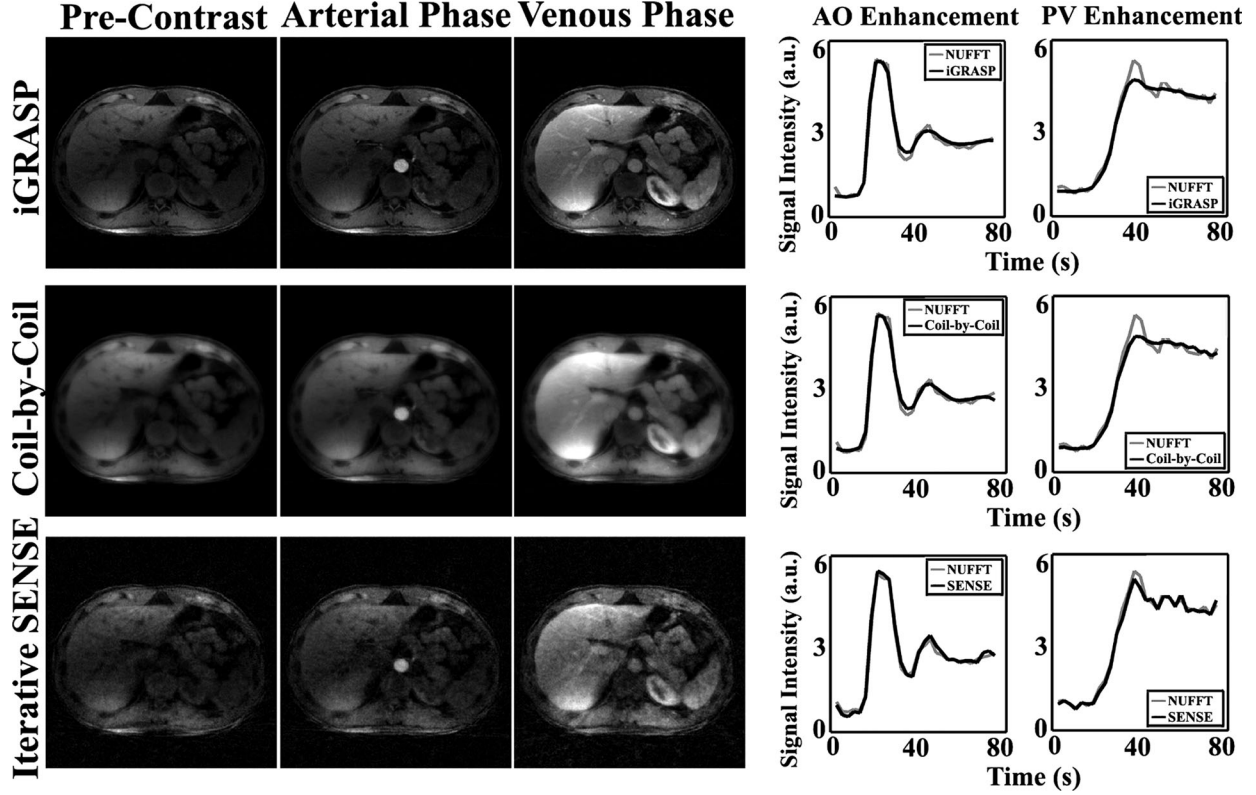 Pre-Contrast Arterial Phase Venous Phase
AO Enhancement PV Enhancement
iGRASP
Signal Intensity (a.u.)
6
3
0
NUFFT
iGRASP
0 40 80
6
3
0
NUFFT
iGRASP
0 40 80
Time (s)
Coil-by-Coil
Signal Intensity (a.u.)
6
3
0
NUFFT
Coil-by-Coil
0 40 80
6
3
0
NUFFT
Coil-by-Coil
0 40 80
Time (s)
Iterative SENSE
Signal Intensity (a.u.)
6
3
0
NUFFT
SENSE
0 40 80
6
3
0
NUFFT
SENSE
0 40 80
Time (s)